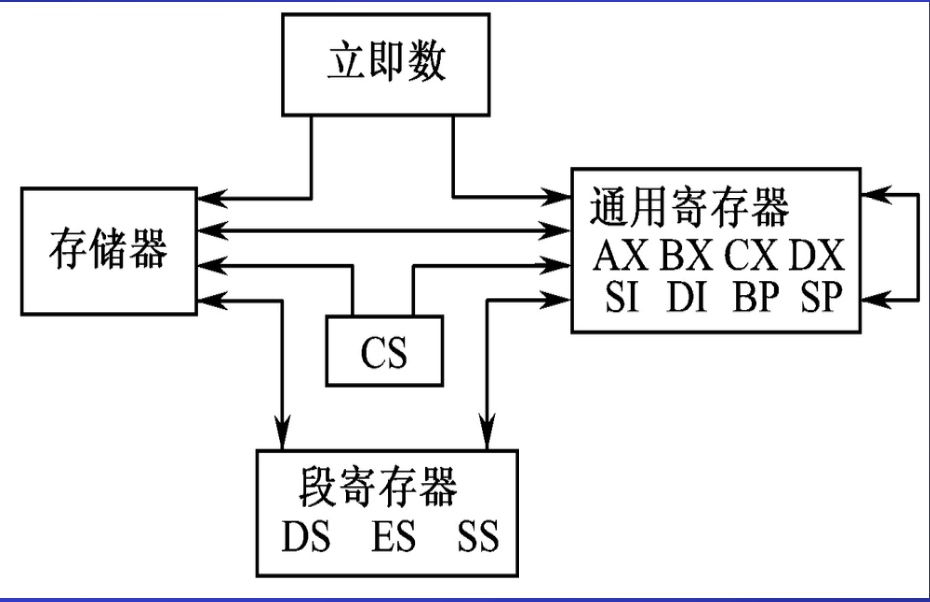 立即数
存储器
通用寄存器
AX BX CX DX
SI DI BP SP
CS
段寄存器
DS ES SS